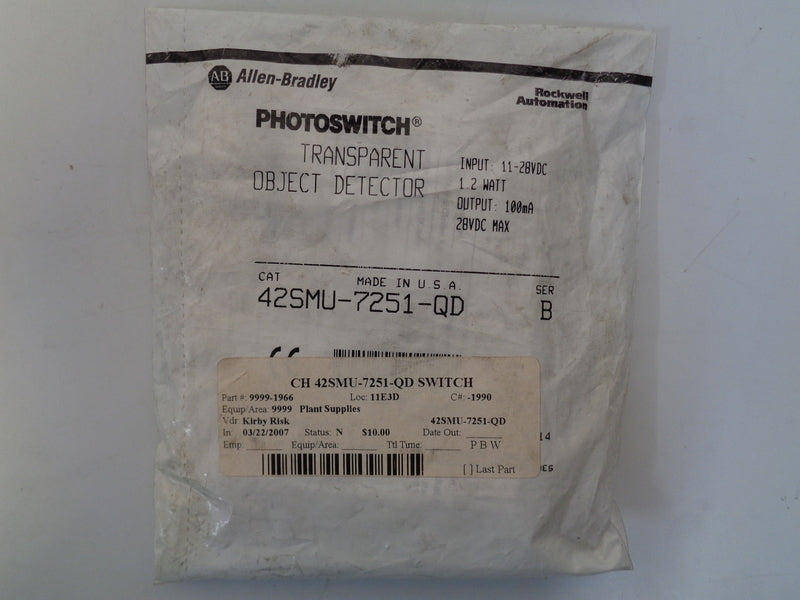 AB Allen-Bradley
Rockwell
Automation
PHOTOSWITCH®
TRANSPARENT
OBJECT DETECTOR
INPUT: 11-28VDC
1.2 WATT
OUTPUT: 100mA
28VDC MAX
CAT
MADE IN U.S.A.
SER
42SMU-7251-QD
B
CH 42SMU-7251-QD SWITCH
Part #: 9999-1966 Loc: 11E3D C#: -1990
Equip/Area: 9999 Plant Supplies
Vdr: Kirby Risk 42SMU-7251-QD
In: 03/22/2007 Status: N $10.00 Date Out:
Emp: Equip/Area: Ttl Time: P B W
[ ] Last Part
14